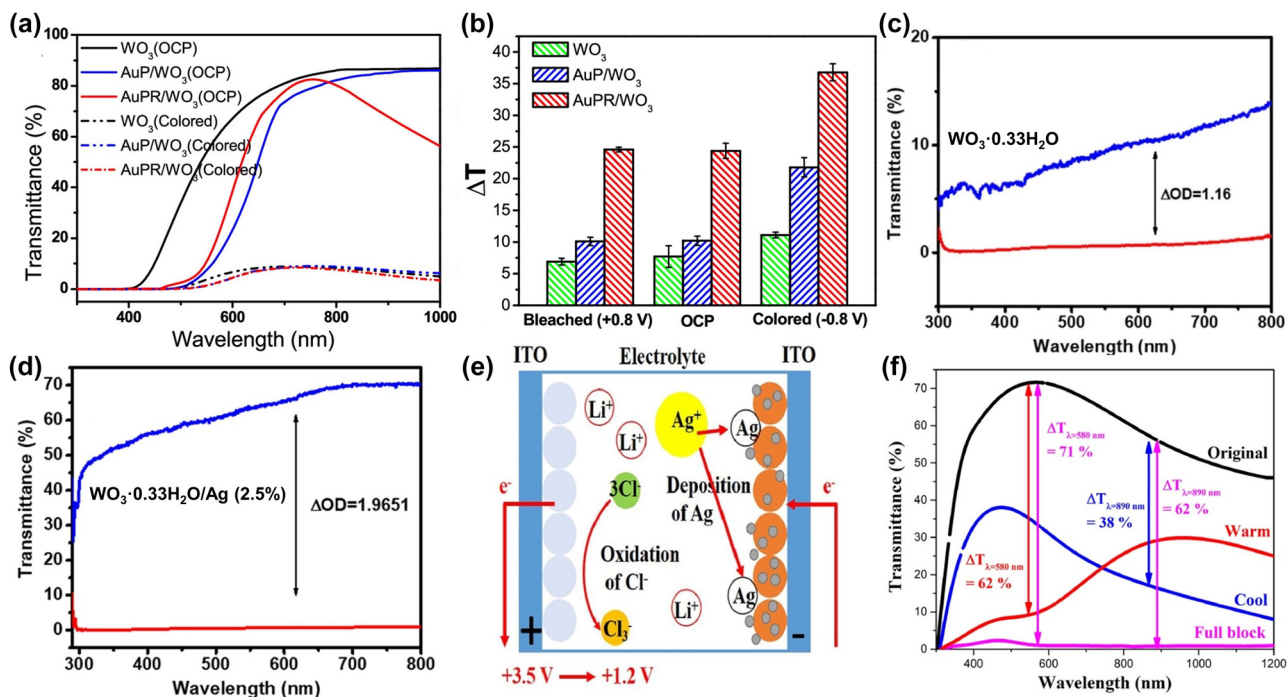 (a)
WO₃(OCP)
AuP/WO₃(OCP)
AuPR/WO₃(OCP)
WO₃(Colored)
AuP/WO₃(Colored)
AuPR/WO₃(Colored)
Transmittance (%)
100
90
80
70
60
50
40
30
20
10
0
400
600
800
1000
Wavelength (nm)
(b)
WO₃
AuP/WO₃
AuPR/WO₃
ΔT
40
35
30
25
20
15
10
5
0
Bleached (+0.8 V)
OCP
Colored (-0.8 V)
(c)
WO₃·0.33H₂O
ΔOD=1.16
Transmittance (%)
20
10
0
300
400
500
600
700
800
Wavelength (nm)
(d)
WO₃·0.33H₂O/Ag (2.5%)
ΔOD=1.9651
Transmittance (%)
80
70
60
50
40
30
20
10
0
300
400
500
600
700
800
Wavelength (nm)
(e)
ITO
Electrolyte
ITO
Li⁺
Ag⁺
Ag
Li⁺
3Cl⁻
Deposition
of Ag
e⁻
e⁻
Oxidation
of Cl⁻
Ag
Li⁺
Cl₃⁻
+
-
+3.5 V
+1.2 V
(f)
ΔTλ=580 nm
= 71 %
Original
ΔTλ=890 nm
= 38 %
ΔTλ=890 nm
= 62 %
Warm
ΔTλ=580 nm
= 62 %
Cool
Full block
Transmittance (%)
70
60
50
40
30
20
10
0
400
600
800
1000
1200
Wavelength (nm)